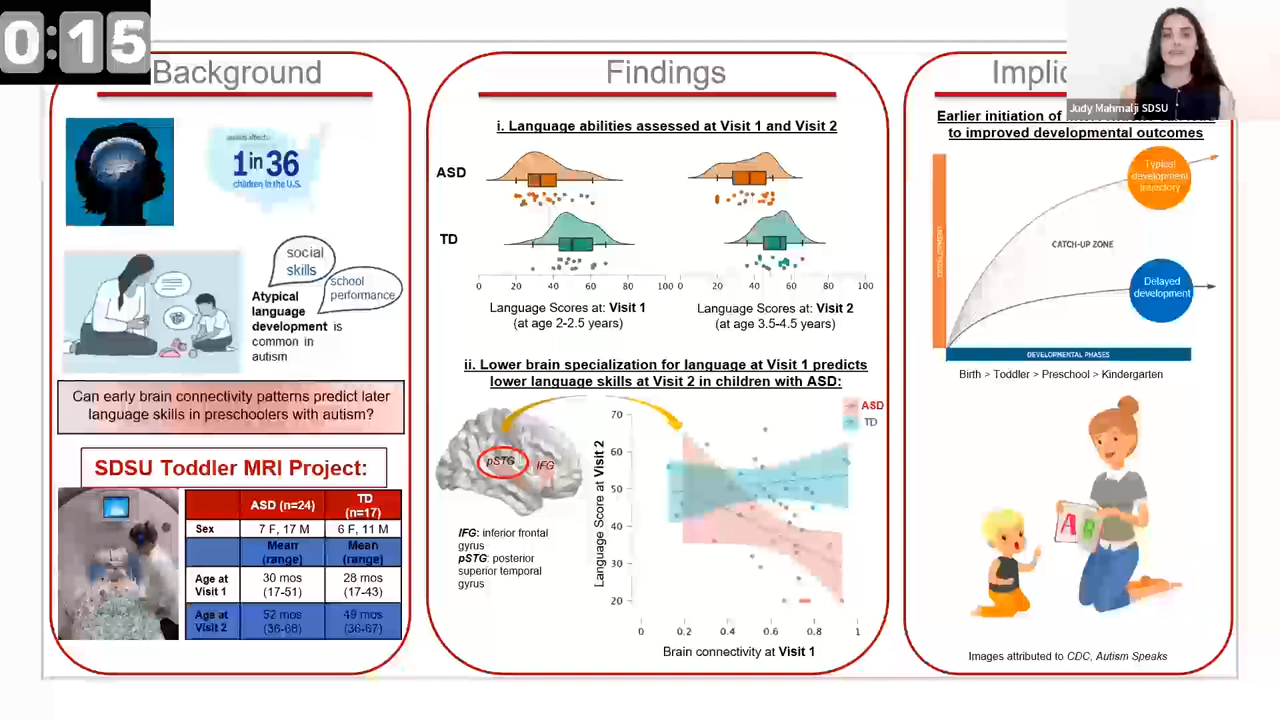 0:15
Background
autism affects
1 in 36
children in the U.S.
social
skills
school
performance
Atypical
language
development is
common in
autism
Can early brain connectivity patterns predict later
language skills in preschoolers with autism?
SDSU Toddler MRI Project:
ASD (n=24) TD
(n=17)
Sex 7 F, 17 M 6 F, 11 M
Mean Mean
(range) (range)
Age at 30 mos 28 mos
Visit 1 (17-51) (17-43)
Age at 52 mos 49 mos
Visit 2 (36-67)
Findings
i. Language abilities assessed at Visit 1 and Visit 2
ASD
TD
0 20 40 60 80 100 0 20 40 60 80 100
Language Scores at: Visit 1
(at age 2-2.5 years)
Language Scores at: Visit 2
(at age 3.5-4.5 years)
ii. Lower brain specialization for language at Visit 1 predicts
lower language skills at Visit 2 in children with ASD:
pSTG
IFG
IFG: inferior frontal
gyrus
pSTG: posterior
superior temporal
gyrus
ASD
TD
Language Score at Visit 2
70
60
50
40
30
20
0 0.2 0.4 0.6 0.8 1
Brain connectivity at Visit 1
Implic
Judy Mahmalji SDSU
Earlier initiation of
to improved developmental outcomes
Typical
development
trajectory
CATCH-UP ZONE
Delayed
development
DEVELOPMENTAL PHASES
Birth > Toddler > Preschool > Kindergarten
A B
Images attributed to CDC, Autism Speaks